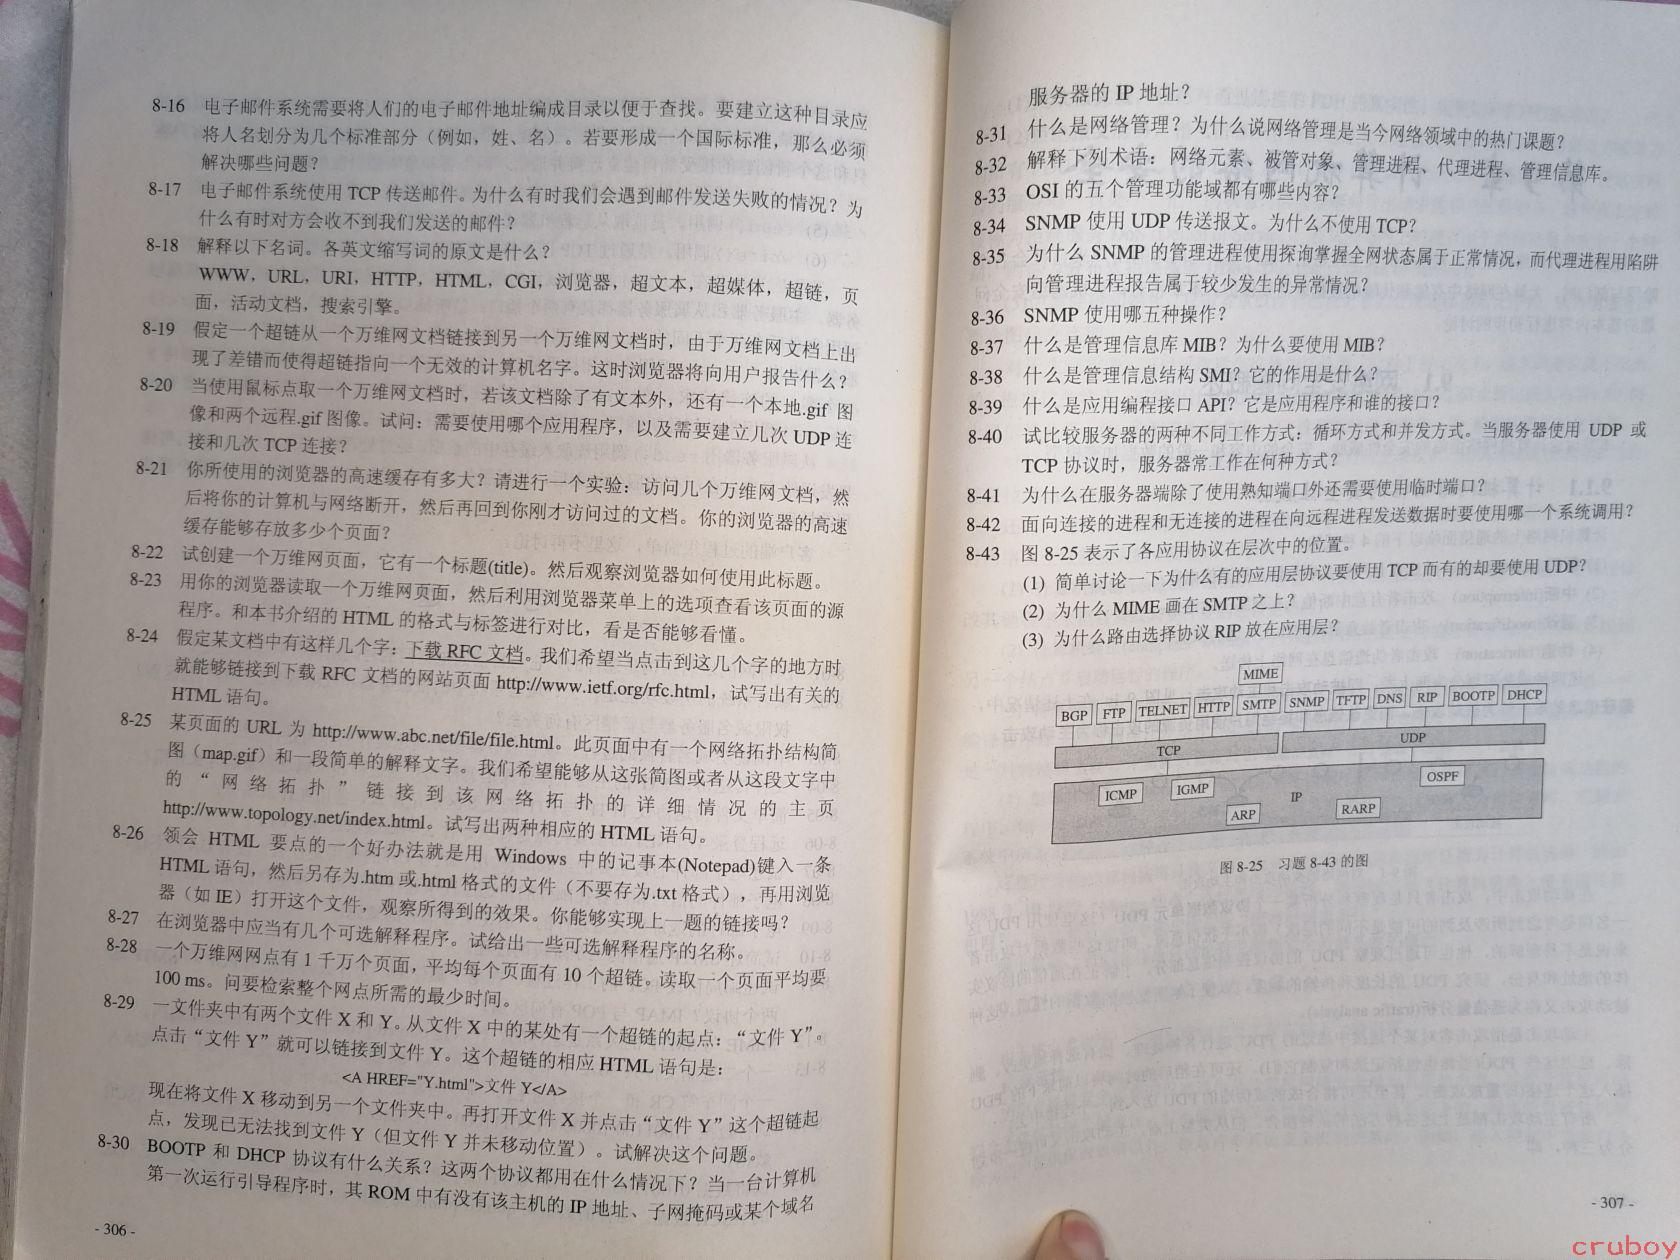 8-16 电子邮件系统需要将人们的电子邮件地址编成目录以便于查找。要建立这种目录应
将人名划分为几个标准部分（例如，姓、名）。若要形成一个国际标准，那么必须
解决哪些问题？
8-17 电子邮件系统使用 TCP 传送邮件。为什么有时我们会遇到邮件发送失败的情况？为
什么有时对方会收不到我们发送的邮件？
8-18 解释以下名词。各英文缩写词的原文是什么？
WWW，URL，URI，HTTP，HTML，CGI，浏览器，超文本，超媒体，超链，页
面，活动文档，搜索引擎。
8-19 假定一个超链从一个万维网文档链接到另一个万维网文档时，由于万维网文档上出
现了差错而使得超链指向一个无效的计算机名字。这时浏览器将向用户报告什么？
8-20 当使用鼠标点取一个万维网文档时，若该文档除了有文本外，还有一个本地.gif 图
像和两个远程.gif 图像。试问：需要使用哪个应用程序，以及需要建立几次 UDP 连
接和几次 TCP 连接？
8-21 你所使用的浏览器的高速缓存有多大？请进行一个实验：访问几个万维网文档，然
后将你的计算机与网络断开，然后再回到你刚才访问过的文档。你的浏览器的高速
缓存能够存放多少个页面？
8-22 试创建一个万维网页面，它有一个标题(title)。然后观察浏览器如何使用此标题。
8-23 用你的浏览器读取一个万维网页面，然后利用浏览器菜单上的选项查看该页面的源
程序。和本书介绍的 HTML 的格式与标签进行对比，看是否能够看懂。
8-24 假定某文档中有这样几个字：下载 RFC 文档。我们希望当点击到这几个字的地方时
就能够链接到下载 RFC 文档的网站页面 http://www.ietf.org/rfc.html，试写出有关的
HTML 语句。
8-25 某页面的 URL 为 http://www.abc.net/file/file.html。此页面中有一个网络拓扑结构简
图（map.gif）和一段简单的解释文字。我们希望能够从这张简图或者从这段文字中
的“网络拓扑”链接到该网络拓扑的详细情况的主页
http://www.topology.net/index.html。试写出两种相应的 HTML 语句。
8-26 领会 HTML 要点的一个好办法就是用 Windows 中的记事本(Notepad)键入一条
HTML 语句，然后另存为.htm 或.html 格式的文件（不要存为.txt 格式），再用浏览
器（如 IE）打开这个文件，观察所得到的效果。你能够实现上一题的链接吗？
8-27 在浏览器中应当有几个可选解释程序。试给出一些可选解释程序的名称。
8-28 一个万维网网点有 1 千万个页面，平均每个页面有 10 个超链。读取一个页面平均要
100 ms。问要检索整个网点所需的最少时间。
8-29 一文件夹中有两个文件 X 和 Y。从文件 X 中的某处有一个超链的起点：“文件 Y”。
点击“文件 Y”就可以链接到文件 Y。这个超链的相应 HTML 语句是：
<A HREF="Y.html">文件 Y</A>
现在将文件 X 移动到另一个文件夹中。再打开文件 X 并点击“文件 Y”这个超链起
点，发现已无法找到文件 Y（但文件 Y 并未移动位置）。试解决这个问题。
8-30 BOOTP 和 DHCP 协议有什么关系？这两个协议都用在什么情况下？当一台计算机
第一次运行引导程序时，其 ROM 中有没有该主机的 IP 地址、子网掩码或某个域名
- 306 -
服务器的 IP 地址？
8-31 什么是网络管理？为什么说网络管理是当今网络领域中的热门课题？
8-32 解释下列术语：网络元素、被管对象、管理进程、代理进程、管理信息库。
8-33 OSI 的五个管理功能域都有哪些内容？
8-34 SNMP 使用 UDP 传送报文。为什么不使用 TCP？
8-35 为什么 SNMP 的管理进程使用探询掌握全网状态属于正常情况，而代理进程用陷阱
向管理进程报告属于较少发生的异常情况？
8-36 SNMP 使用哪五种操作？
8-37 什么是管理信息库 MIB？为什么要使用 MIB？
8-38 什么是管理信息结构 SMI？它的作用是什么？
8-39 什么是应用编程接口 API？它是应用程序和谁的接口？
8-40 试比较服务器的两种不同工作方式：循环方式和并发方式。当服务器使用 UDP 或
TCP 协议时，服务器常工作在何种方式？
8-41 为什么在服务器端除了使用熟知端口外还需要使用临时端口？
8-42 面向连接的进程和无连接的进程在向远程进程发送数据时要使用哪一个系统调用？
8-43 图 8-25 表示了各应用协议在层次中的位置。
(1) 简单讨论一下为什么有的应用层协议要使用 TCP 而有的却要使用 UDP？
(2) 为什么 MIME 画在 SMTP 之上？
(3) 为什么路由选择协议 RIP 放在应用层？
MIME
BGP FTP TELNET HTTP SMTP SNMP TFTP DNS RIP BOOTP DHCP
TCP UDP
ICMP IGMP IP OSPF
ARP RARP
图 8-25 习题 8-43 的图
- 307 -
cruboy